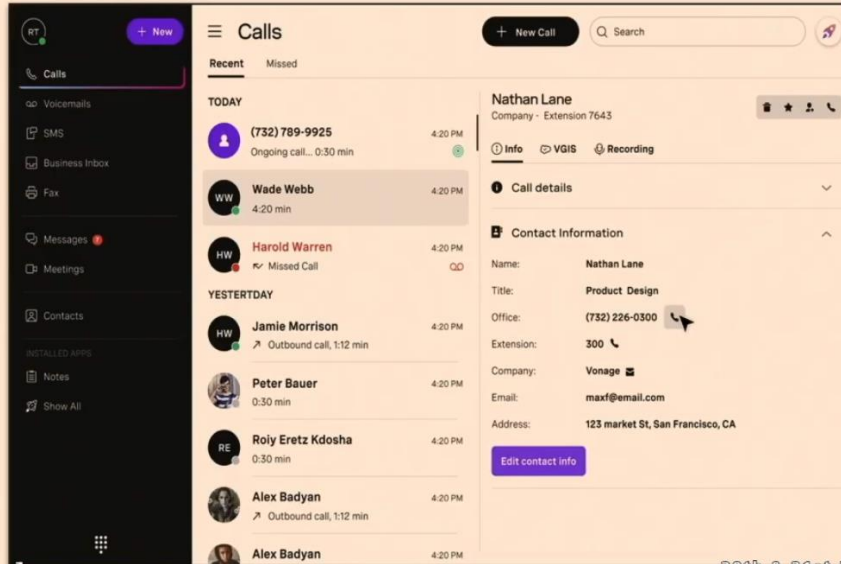 RT
+ New
Calls
Voicemails
SMS
Business Inbox
Fax
Messages 7
Meetings
Contacts
INSTALLED APPS
Notes
Show All
Calls
+ New Call
Search
Recent Missed
TODAY
(732) 789-9925 4:20 PM
Ongoing call... 0:30 min
WW
Wade Webb 4:20 PM
4:20 min
HW
Harold Warren 4:20 PM
Missed Call
YESTERTDAY
HW
Jamie Morrison 4:20 PM
Outbound call, 1:12 min
Peter Bauer 4:20 PM
0:30 min
RE
Roiy Eretz Kdosha 4:20 PM
0:30 min
Alex Badyan 4:20 PM
Outbound call, 1:12 min
Alex Badyan 4:20 PM
Nathan Lane
Company - Extension 7643
Info VGIS Recording
Call details
Contact Information
Name: Nathan Lane
Title: Product Design
Office: (732) 226-0300
Extension: 300
Company: Vonage
Email: maxf@email.com
Address: 123 market St, San Francisco, CA
Edit contact info